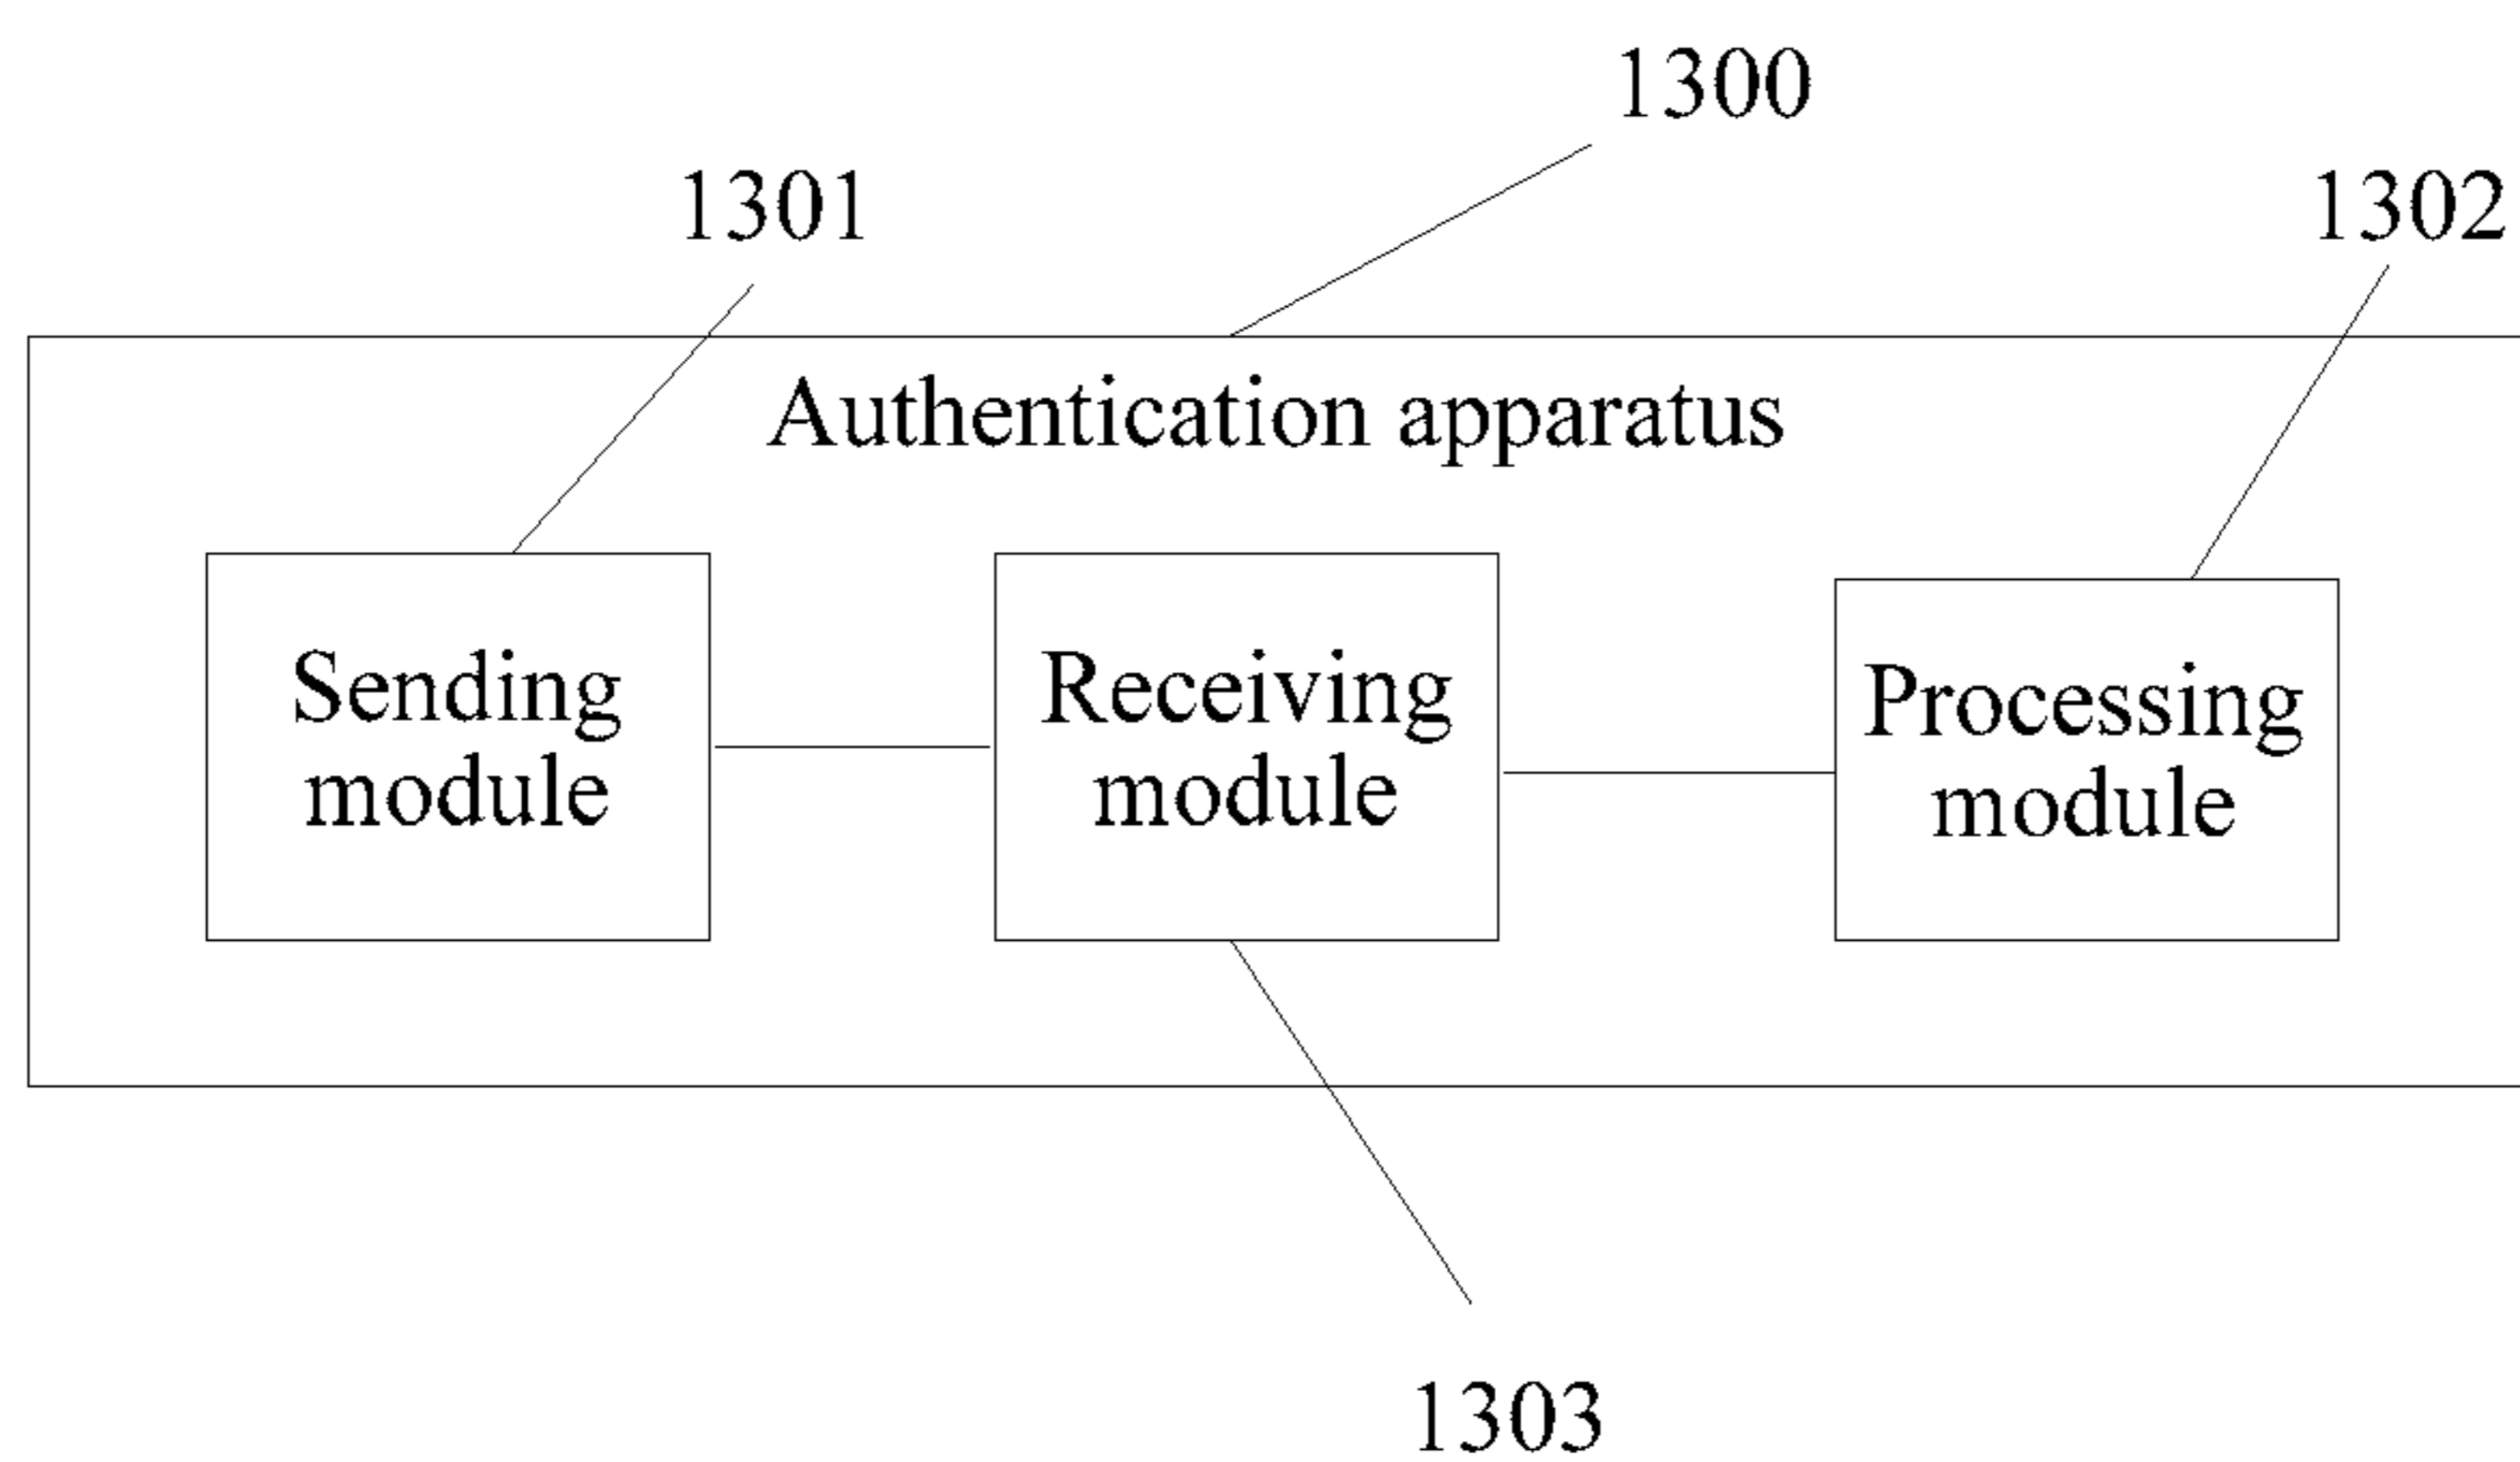 1300
1301
1302
Authentication apparatus
Sending
module
Receiving
module
Processing
module
1303